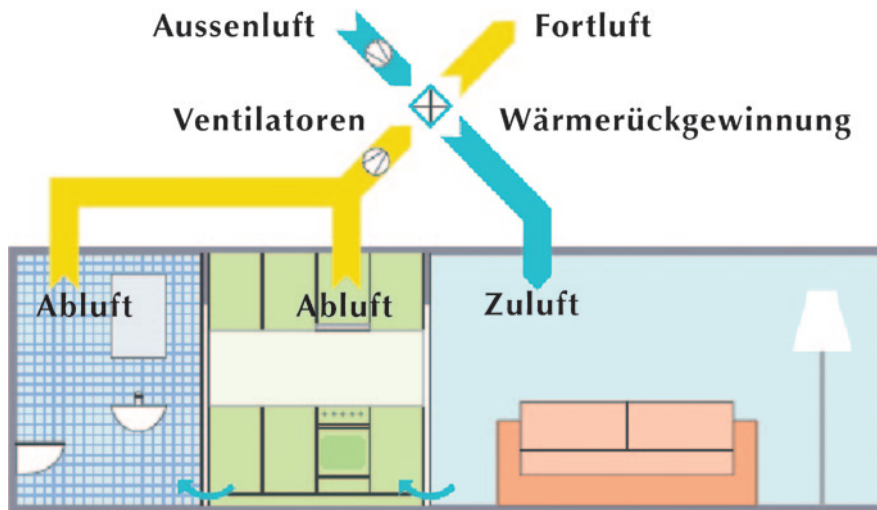 Aussenluft
Fortluft
Ventilatoren
Wärmerückgewinnung
Abluft
Abluft
Zuluft